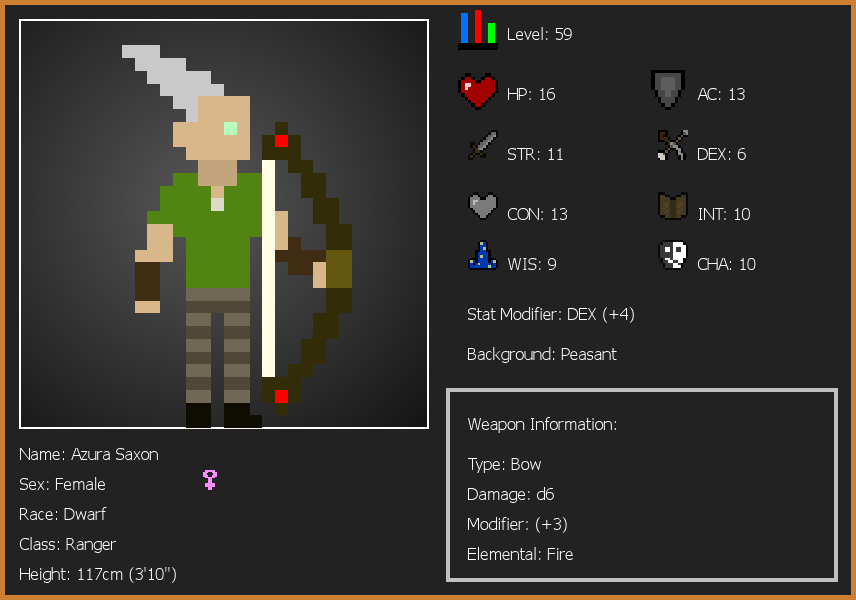 Level: 59
HP: 16
AC: 13
STR: 11
DEX: 6
CON: 13
INT: 10
WIS: 9
CHA: 10
Stat Modifier: DEX (+4)
Background: Peasant
Weapon Information:
Type: Bow
Damage: d6
Modifier: (+3)
Elemental: Fire
Name: Azura Saxon
Sex: Female
Race: Dwarf
Class: Ranger
Height: 117cm (3'10")